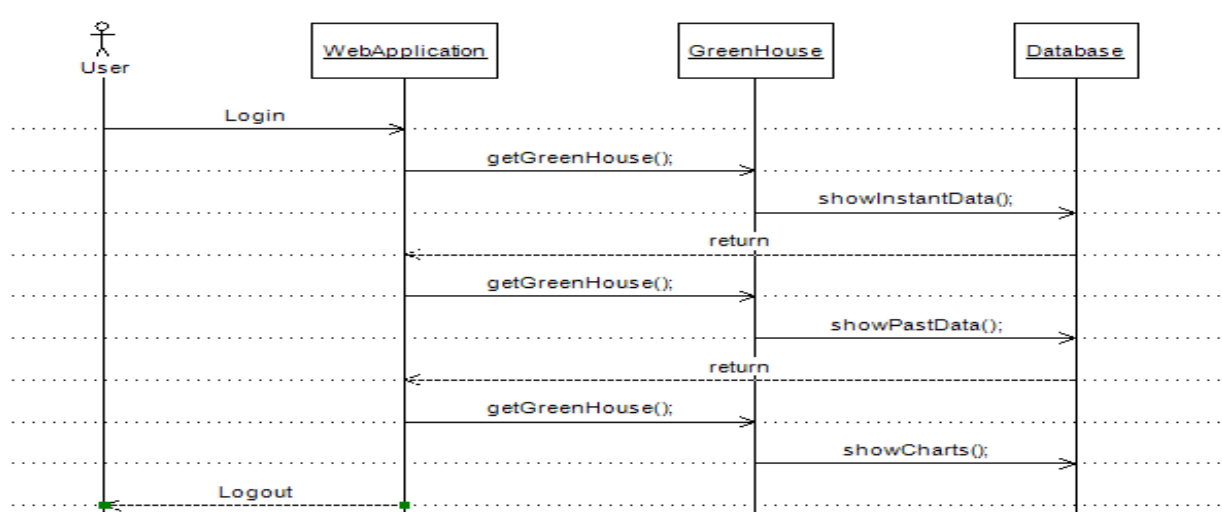 User
WebApplication
GreenHouse
Database
Login
getGreenHouse();
showInstantData();
return
getGreenHouse();
showPastData();
return
getGreenHouse();
showCharts();
Logout